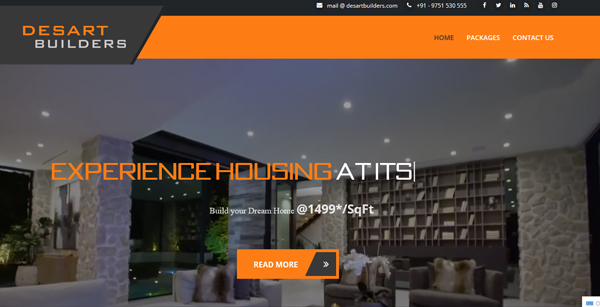 mail @ desartbuilders.com +91 - 9751 530 555
DESART
BUILDERS
HOME PACKAGES CONTACT US
EXPERIENCE HOUSING AT ITS
Build your Dream Home @1499*/SqFt
READ MORE »